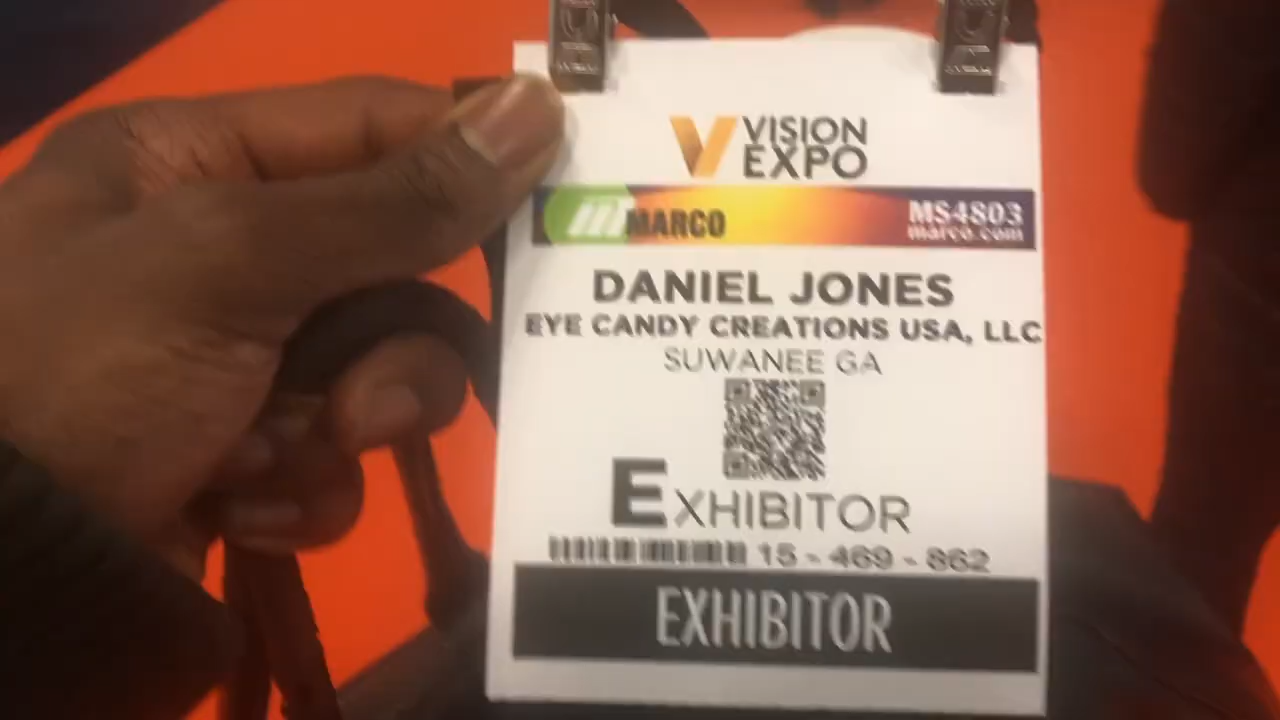 VISION
EXPO
MARCO
MS4803
marco.com
DANIEL JONES
EYE CANDY CREATIONS USA, LLC
SUWANEE GA
EXHIBITOR
15 - 469 - 862
EXHIBITOR